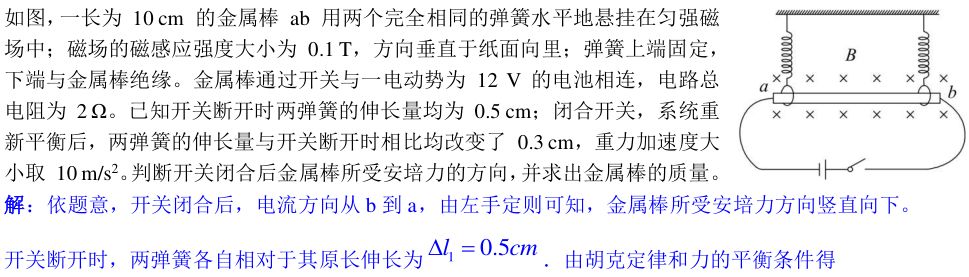 如图，一长为 10 cm 的金属棒 ab 用两个完全相同的弹簧水平地悬挂在匀强磁
场中；磁场的磁感应强度大小为 0.1 T，方向垂直于纸面向里；弹簧上端固定，
下端与金属棒绝缘。金属棒通过开关与一电动势为 12 V 的电池相连，电路总
电阻为 2 Ω。已知开关断开时两弹簧的伸长量均为 0.5 cm；闭合开关，系统重
新平衡后，两弹簧的伸长量与开关断开时相比均改变了 0.3 cm，重力加速度大
小取 10 m/s²。判断开关闭合后金属棒所受安培力的方向，并求出金属棒的质量。
B
a
b
解：依题意，开关闭合后，电流方向从 b 到 a，由左手定则可知，金属棒所受安培力方向竖直向下。
开关断开时，两弹簧各自相对于其原长伸长为 Δl₁ = 0.5cm ．由胡克定律和力的平衡条件得